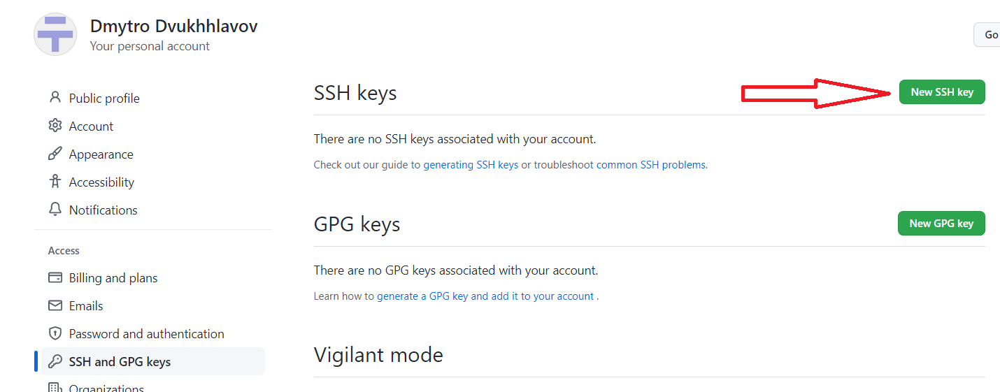 Dmytro Dvukhhlavov
Your personal account
Go
Public profile
Account
Appearance
Accessibility
Notifications
Access
Billing and plans
Emails
Password and authentication
SSH and GPG keys
Organizations
SSH keys
New SSH key
There are no SSH keys associated with your account.
Check out our guide to generating SSH keys or troubleshoot common SSH problems.
GPG keys
New GPG key
There are no GPG keys associated with your account.
Learn how to generate a GPG key and add it to your account .
Vigilant mode